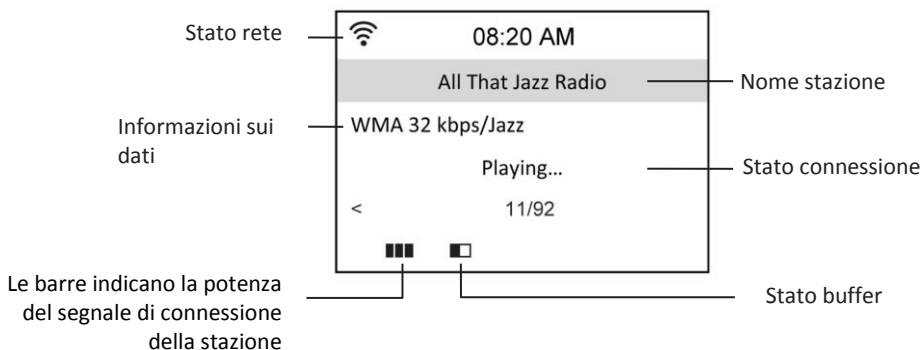 Stato rete
08:20 AM
All That Jazz Radio
Nome stazione
Informazioni sui
dati
WMA 32 kbps/Jazz
Playing...
Stato connessione
< 11/92
Le barre indicano la potenza
del segnale di connessione
della stazione
Stato buffer